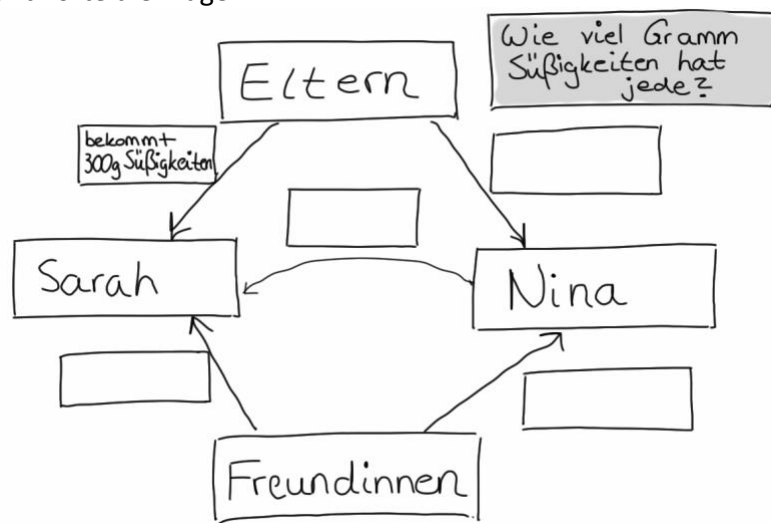 Wie viel Gramm
Süßigkeiten hat
jede?
Eltern
bekommt
300g Süßigkeiten
Sarah
Nina
Freundinnen